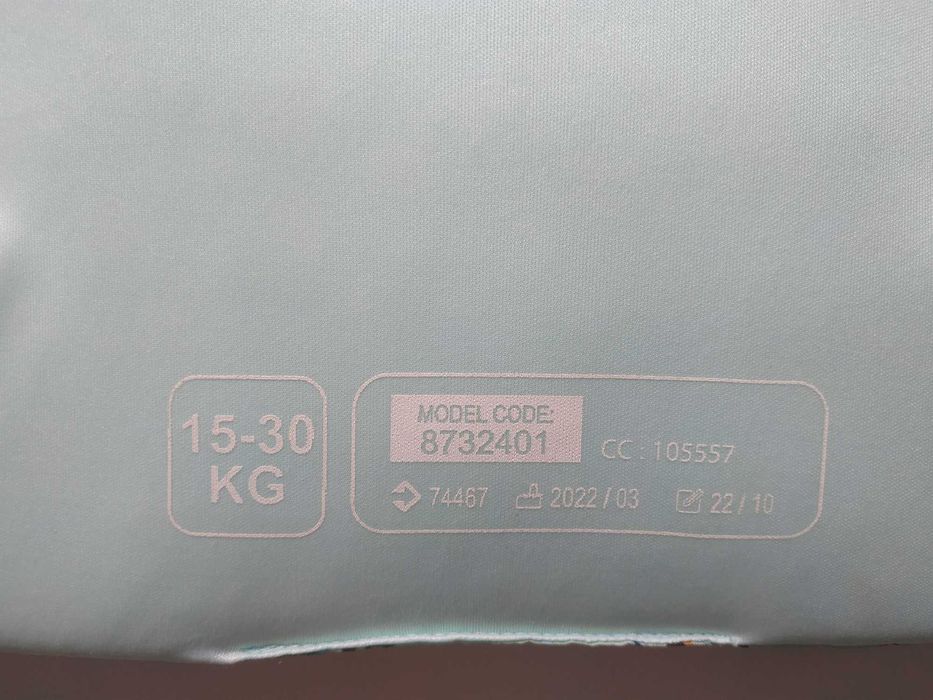 15-30
KG
MODEL CODE:
8732401
CC : 105557
74467
2022 / 03
22 / 10